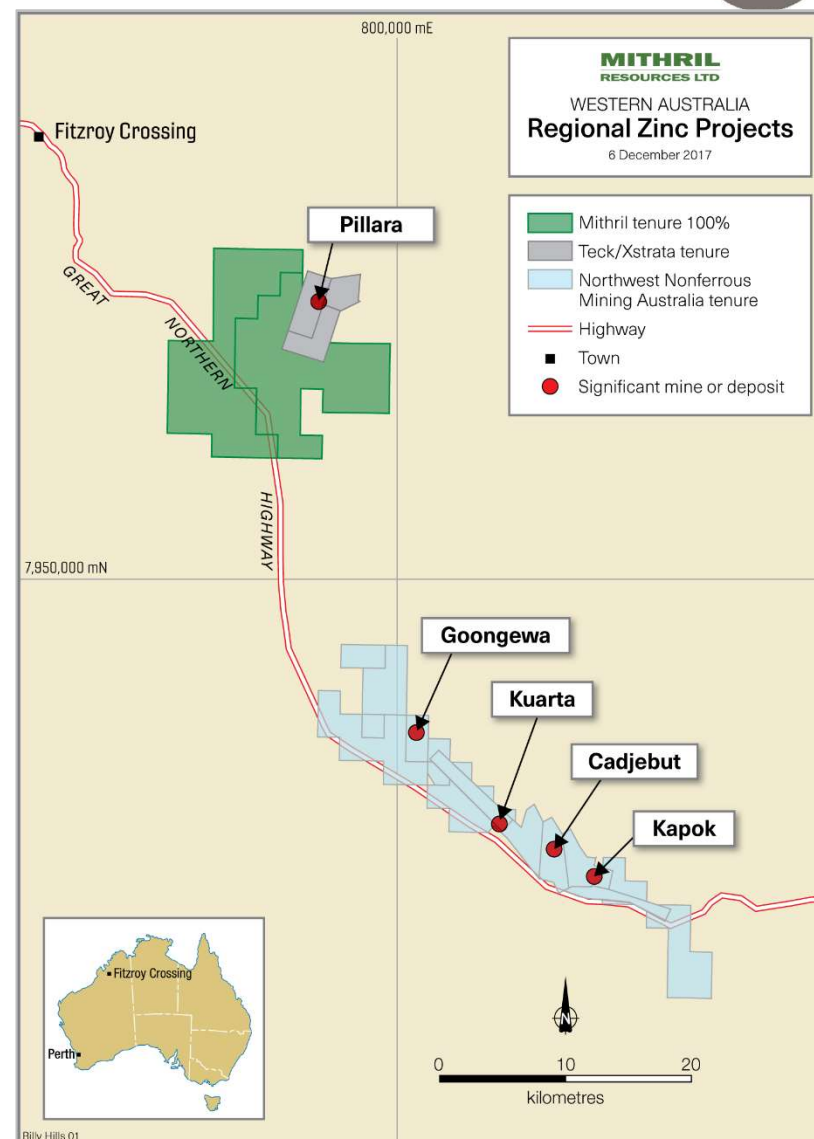 800,000 mE
MITHRIL
RESOURCES LTD
WESTERN AUSTRALIA
Regional Zinc Projects
6 December 2017
Fitzroy Crossing
Pillara
Mithril tenure 100%
Teck/Xstrata tenure
Northwest Nonferrous
Mining Australia tenure
Highway
Town
Significant mine or deposit
GREAT
NORTHERN
HIGHWAY
7,950,000 mN
Goongewa
Kuarta
Cadjebut
Kapok
Fitzroy Crossing
Perth
N
0 10 20
kilometres
Billy Hills 01